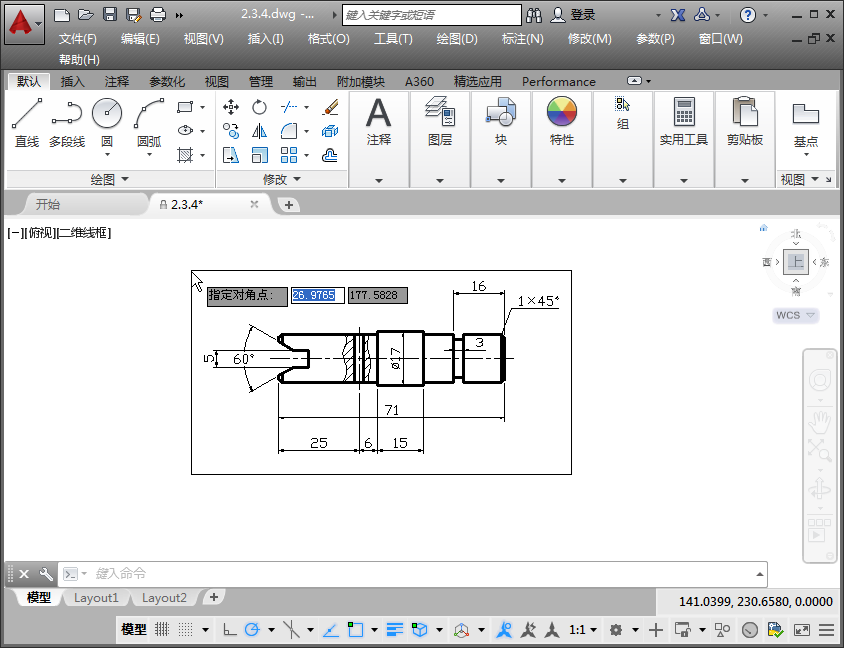 2.3.4.dwg -...
键入关键字或短语
登录
文件(F) 编辑(E) 视图(V) 插入(I) 格式(O) 工具(T) 绘图(D) 标注(N) 修改(M) 参数(P) 窗口(W)
帮助(H)
默认 插入 注释 参数化 视图 管理 输出 附加模块 A360 精选应用 Performance
直线 多段线 圆 圆弧 注释 图层 块 特性 组 实用工具 剪贴板 基点
绘图 修改 视图
开始 2.3.4*
[-][俯视][二维线框]
北
西 上 东
南
WCS
指定对角点: 26.9765 177.5828
16
1×45°
5
60°
ø17
3
71
25 6 15
键入命令
模型 Layout1 Layout2
141.0399, 230.6580, 0.0000
模型 1:1